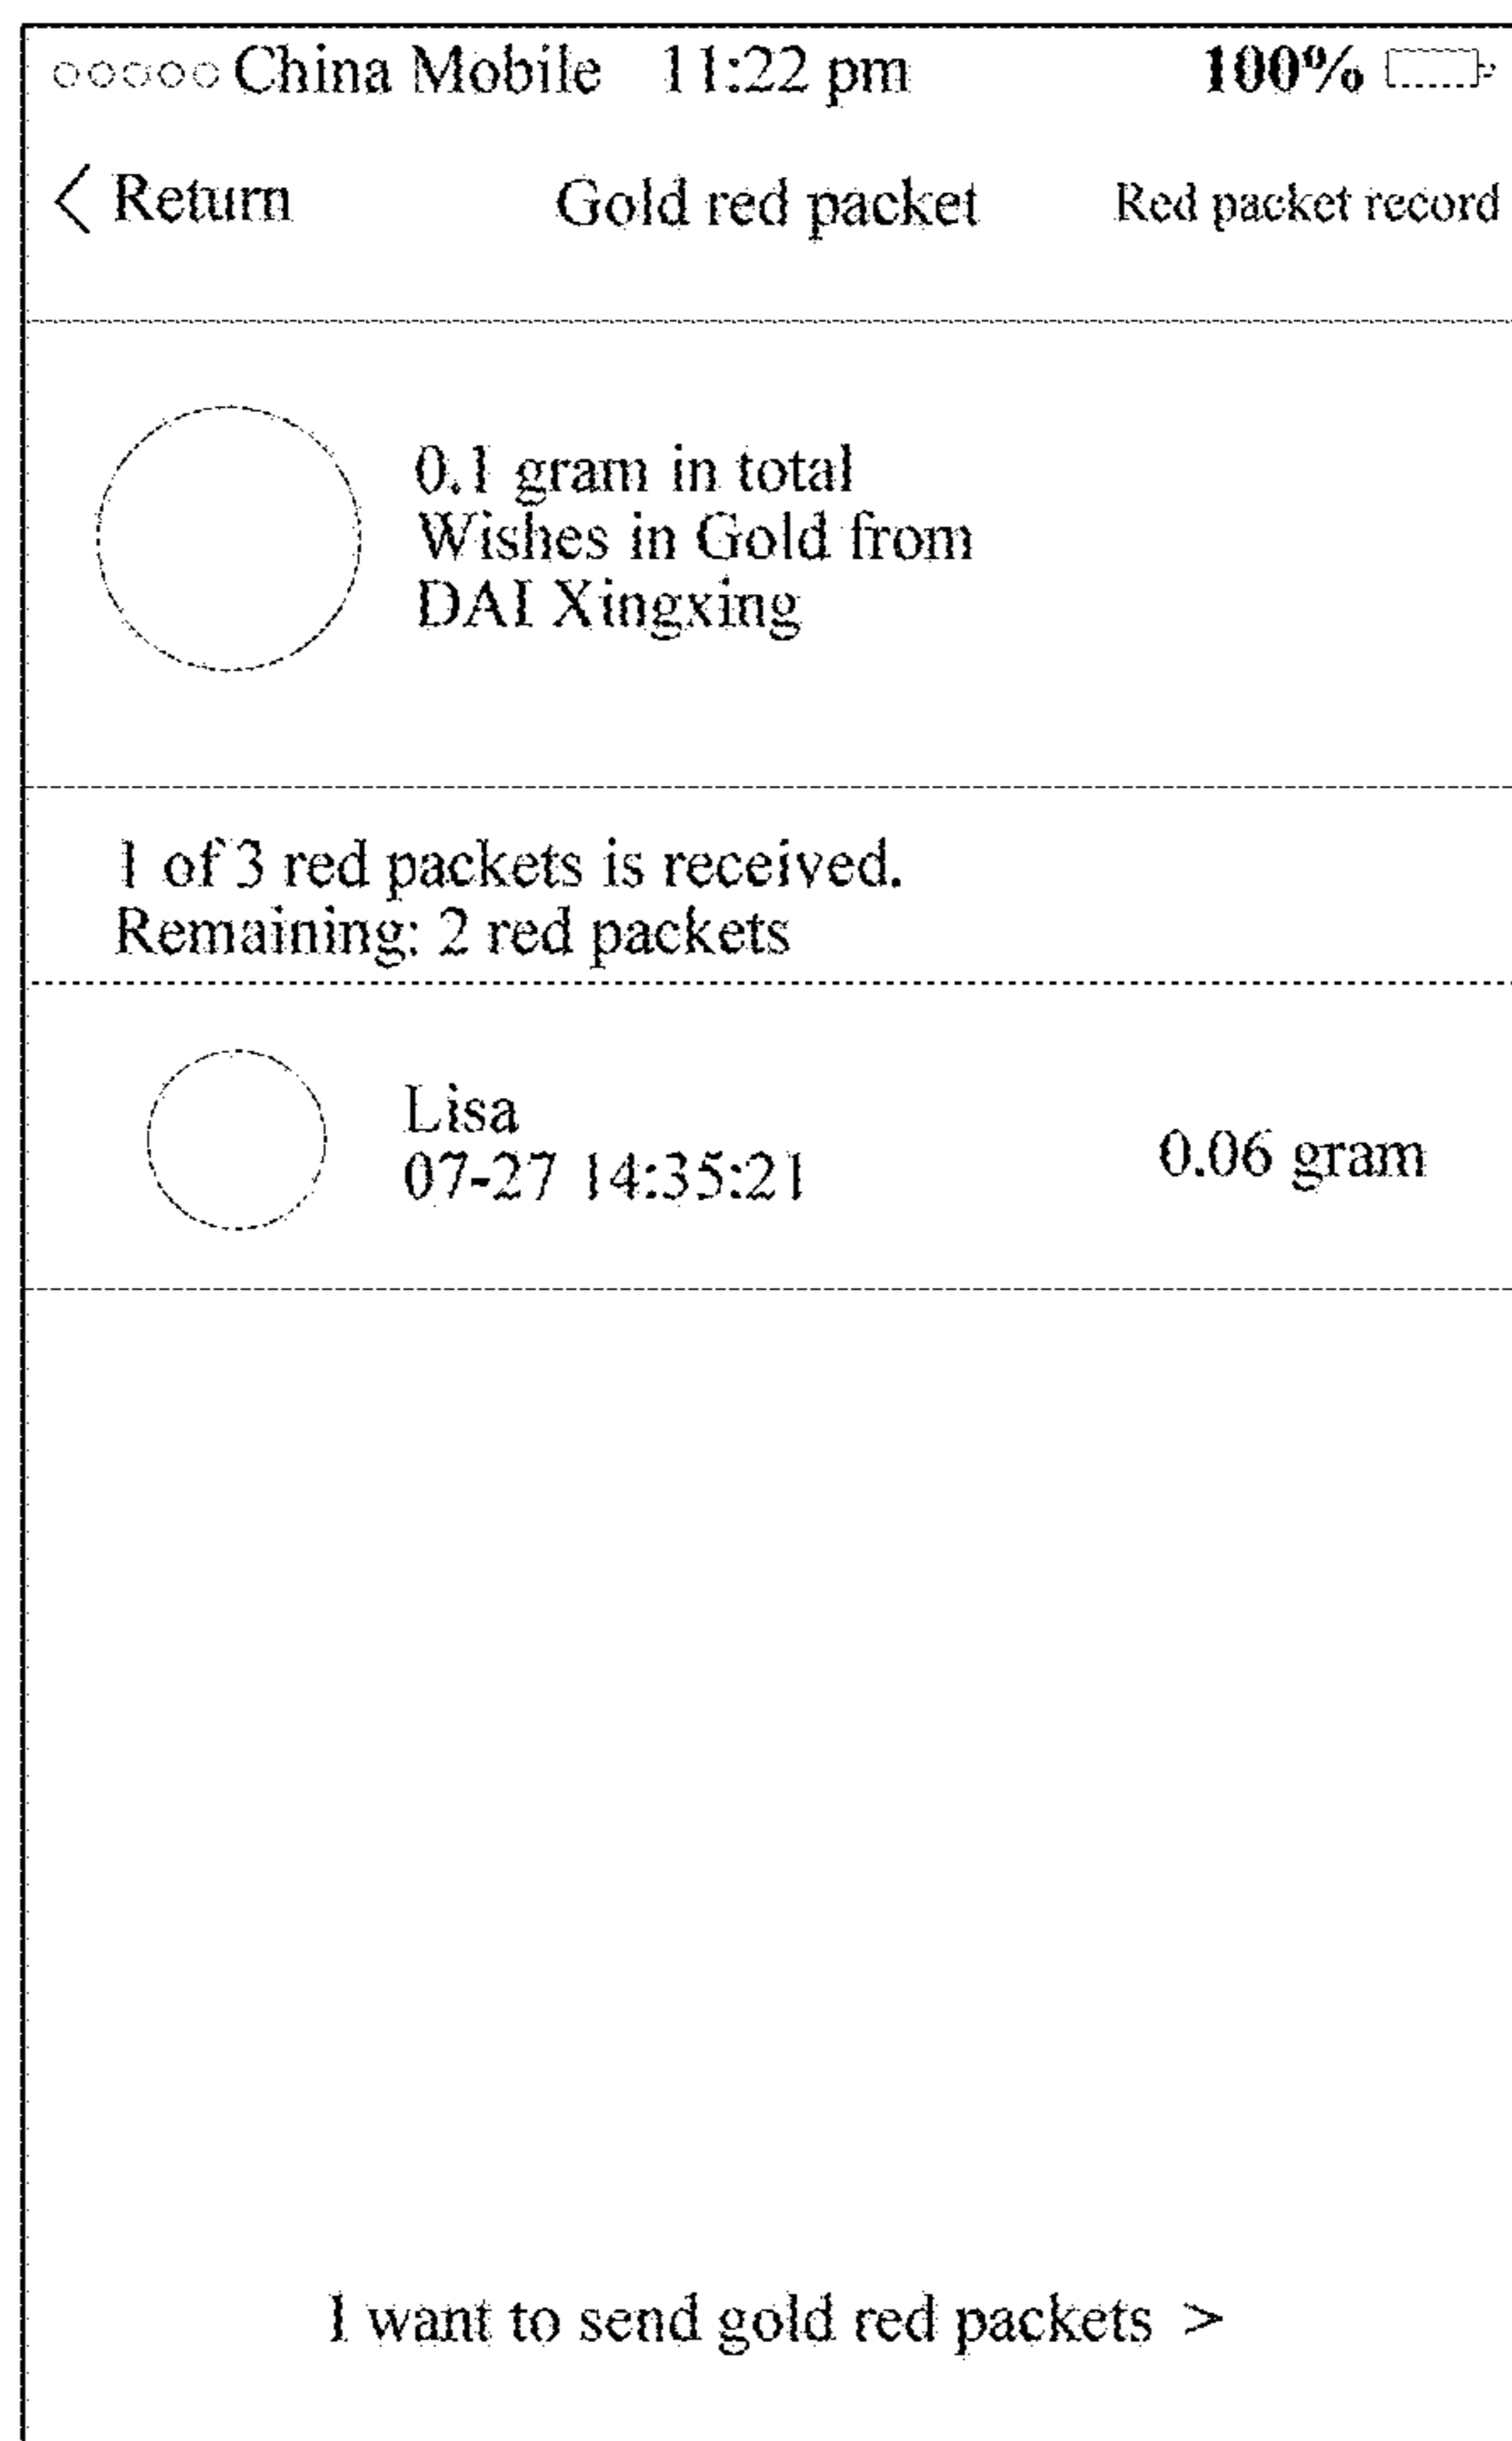 China Mobile 11:22 pm 100%
< Return Gold red packet Red packet record
0.1 gram in total
Wishes in Gold from
DAI Xingxing
1 of 3 red packets is received.
Remaining: 2 red packets
Lisa
07-27 14:35:21 0.06 gram
I want to send gold red packets >